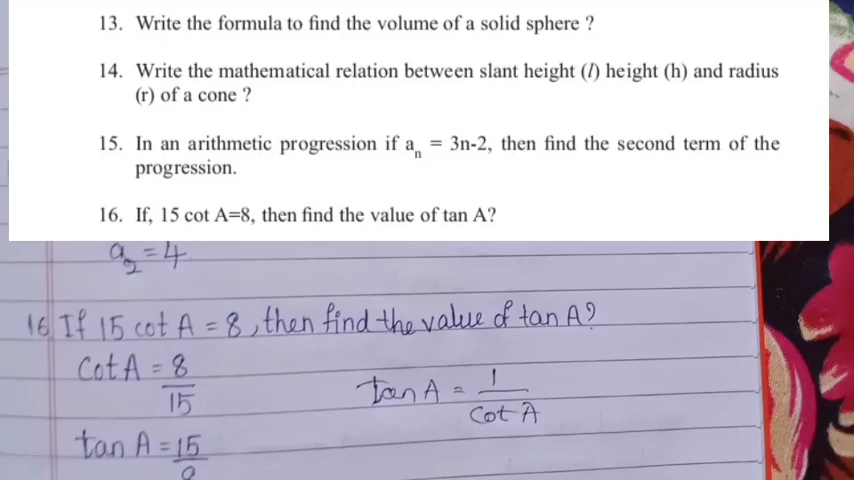 13. Write the formula to find the volume of a solid sphere ?
14. Write the mathematical relation between slant height (l) height (h) and radius
(r) of a cone ?
15. In an arithmetic progression if aₙ = 3n-2, then find the second term of the
progression.
16. If, 15 cot A=8, then find the value of tan A?
a₂ = 4
16 If 15 cot A = 8, then find the value of tan A?
cot A = 8/15
tan A = 1/cot A
tan A = 15/